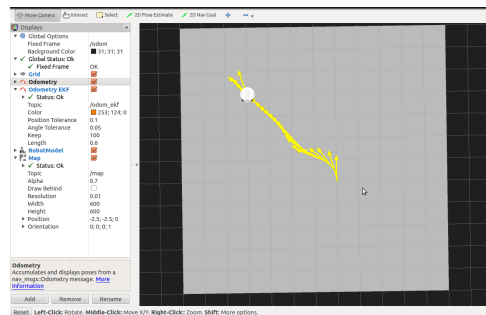 Move Camera Interact Select 2D Pose Estimate 2D Nav Goal
Displays
Global Options
Fixed Frame /odom
Background Color 31; 31; 31
Global Status: Ok
Fixed Frame OK
Grid
Odometry
Odometry EKF
Status: Ok
Topic /odom_ekf
Color 253; 124; 0
Position Tolerance 0.1
Angle Tolerance 0.05
Keep 100
Length 0.6
RobotModel
Map
Status: Ok
Topic /map
Alpha 0.7
Draw Behind
Resolution 0.01
Width 600
Height 600
Position -2.5; -2.5; 0
Orientation 0; 0; 0; 1
Odometry
Accumulates and displays poses from a
nav_msgs::Odometry message. More
Information
Add Remove Rename
Reset Left-Click: Rotate. Middle-Click: Move X/Y. Right-Click: Zoom. Shift: More options.